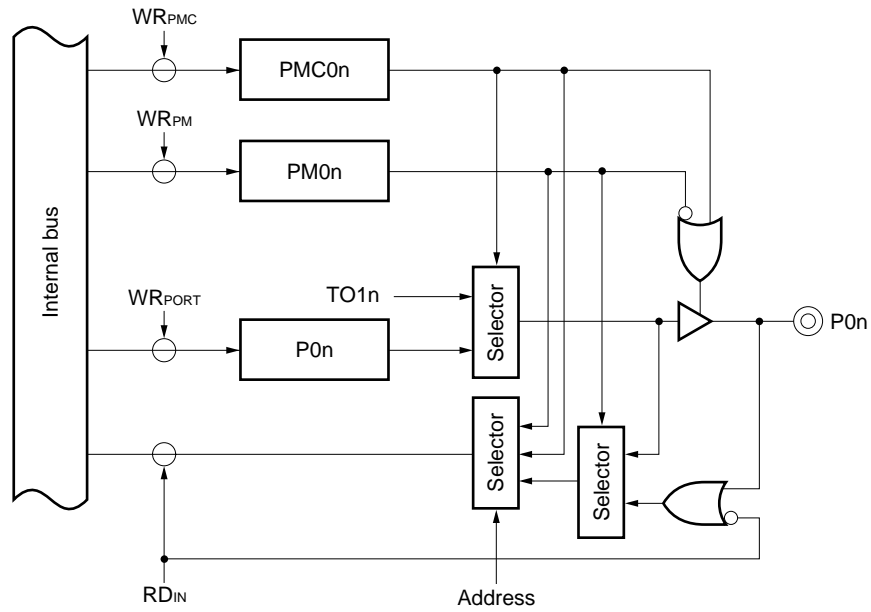 WRPMC
PMC0n
WRPM
PM0n
Internal bus
TO1n
Selector
WRPORT
P0n
P0n
Selector
Selector
RDIN
Address